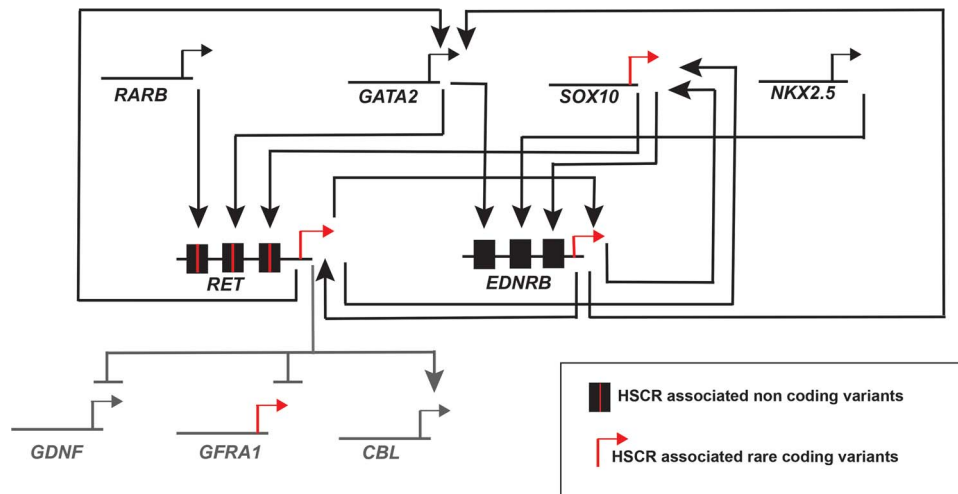 RARB
GATA2
SOX10
NKX2.5
RET
EDNRB
GDNF
GFRA1
CBL
HSCR associated non coding variants
HSCR associated rare coding variants